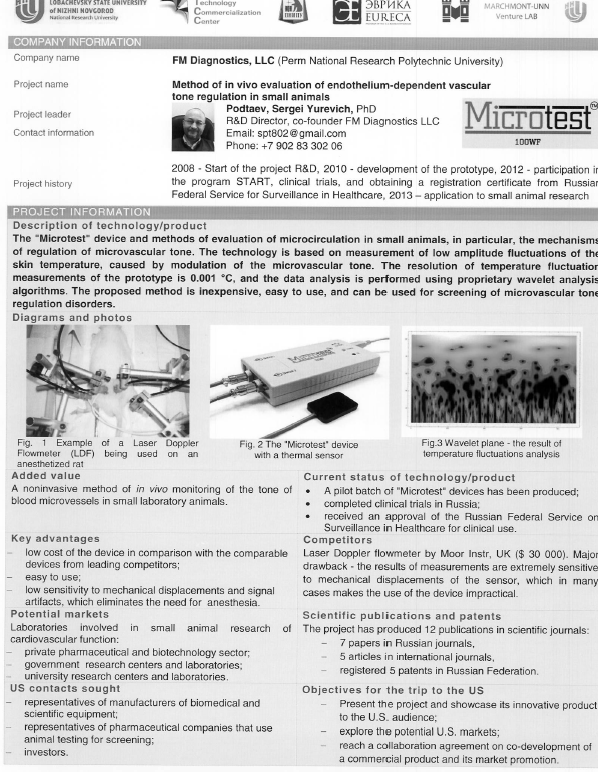 LOBACHEVSKY STATE UNIVERSITY
of NIZHNI NOVGOROD
National Research University
Technology
Commercialization
Center
ЭВРИКА
EURECA
MARCHMONT-UNN
Venture LAB
COMPANY INFORMATION
Company name
FM Diagnostics, LLC (Perm National Research Polytechnic University)
Project name
Method of in vivo evaluation of endothelium-dependent vascular
tone regulation in small animals
Project leader
Podtaev, Sergei Yurevich, PhD
R&D Director, co-founder FM Diagnostics LLC
Contact information
Email: spt802@gmail.com
Phone: +7 902 83 302 06
Microtest™
100WF
Project history
2008 - Start of the project R&D, 2010 - development of the prototype, 2012 - participation in
the program START, clinical trials, and obtaining a registration certificate from Russian
Federal Service for Surveillance in Healthcare, 2013 – application to small animal research
PROJECT INFORMATION
Description of technology/product
The "Microtest" device and methods of evaluation of microcirculation in small animals, in particular, the mechanisms
of regulation of microvascular tone. The technology is based on measurement of low amplitude fluctuations of the
skin temperature, caused by modulation of the microvascular tone. The resolution of temperature fluctuation
measurements of the prototype is 0.001 °C, and the data analysis is performed using proprietary wavelet analysis
algorithms. The proposed method is inexpensive, easy to use, and can be used for screening of microvascular tone
regulation disorders.
Diagrams and photos
Fig. 1 Example of a Laser Doppler
Flowmeter (LDF) being used on an
anesthetized rat
Fig. 2 The "Microtest" device
with a thermal sensor
Fig.3 Wavelet plane - the result of
temperature fluctuations analysis
Added value
A noninvasive method of in vivo monitoring of the tone of
blood microvessels in small laboratory animals.
Current status of technology/product
• A pilot batch of "Microtest" devices has been produced;
• completed clinical trials in Russia;
• received an approval of the Russian Federal Service on
Surveillance in Healthcare for clinical use.
Key advantages
– low cost of the device in comparison with the comparable
devices from leading competitors;
– easy to use;
– low sensitivity to mechanical displacements and signal
artifacts, which eliminates the need for anesthesia.
Competitors
Laser Doppler flowmeter by Moor Instr, UK ($ 30 000). Major
drawback - the results of measurements are extremely sensitive
to mechanical displacements of the sensor, which in many
cases makes the use of the device impractical.
Potential markets
Laboratories involved in small animal research of
cardiovascular function:
– private pharmaceutical and biotechnology sector;
– government research centers and laboratories;
– university research centers and laboratories.
Scientific publications and patents
The project has produced 12 publications in scientific journals:
– 7 papers in Russian journals,
– 5 articles in international journals,
– registered 5 patents in Russian Federation.
US contacts sought
– representatives of manufacturers of biomedical and
scientific equipment;
– representatives of pharmaceutical companies that use
animal testing for screening;
– investors.
Objectives for the trip to the US
– Present the project and showcase its innovative product
to the U.S. audience;
– explore the potential U.S. markets;
– reach a collaboration agreement on co-development of
a commercial product and its market promotion.